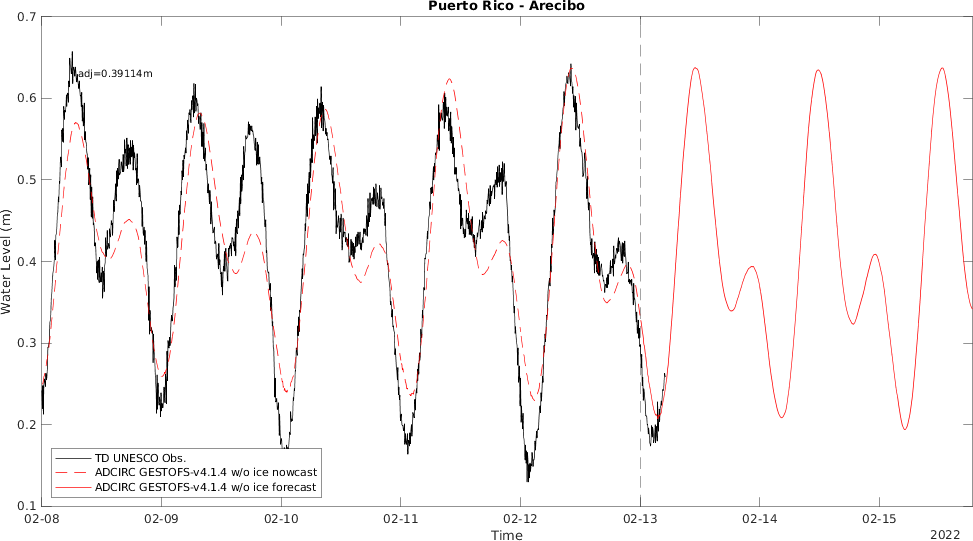 Puerto Rico - Arecibo
0.7
adj=0.39114m
0.6
0.5
0.4
0.3
0.2
0.1
Water Level (m)
TD UNESCO Obs.
ADCIRC GESTOFS-v4.1.4 w/o ice nowcast
ADCIRC GESTOFS-v4.1.4 w/o ice forecast
02-08 02-09 02-10 02-11 02-12 02-13 02-14 02-15
Time
2022